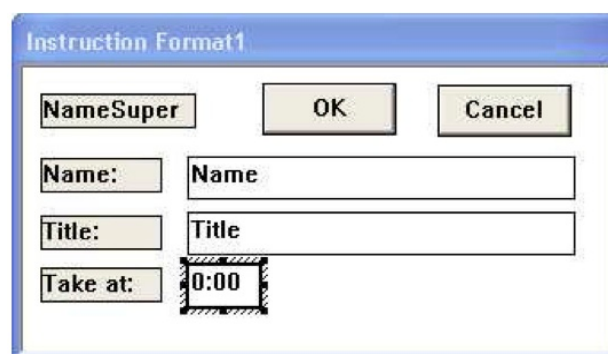 Instruction Format1
NameSuper OK Cancel
Name: Name
Title: Title
Take at: 0:00